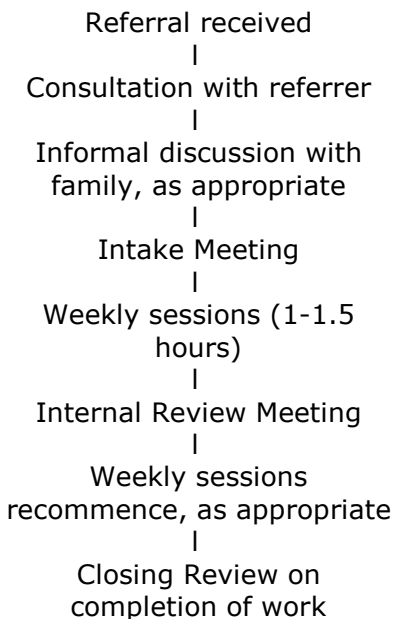 Referral received
|
Consultation with referrer
|
Informal discussion with
family, as appropriate
|
Intake Meeting
|
Weekly sessions (1-1.5
hours)
|
Internal Review Meeting
|
Weekly sessions
recommence, as appropriate
|
Closing Review on
completion of work